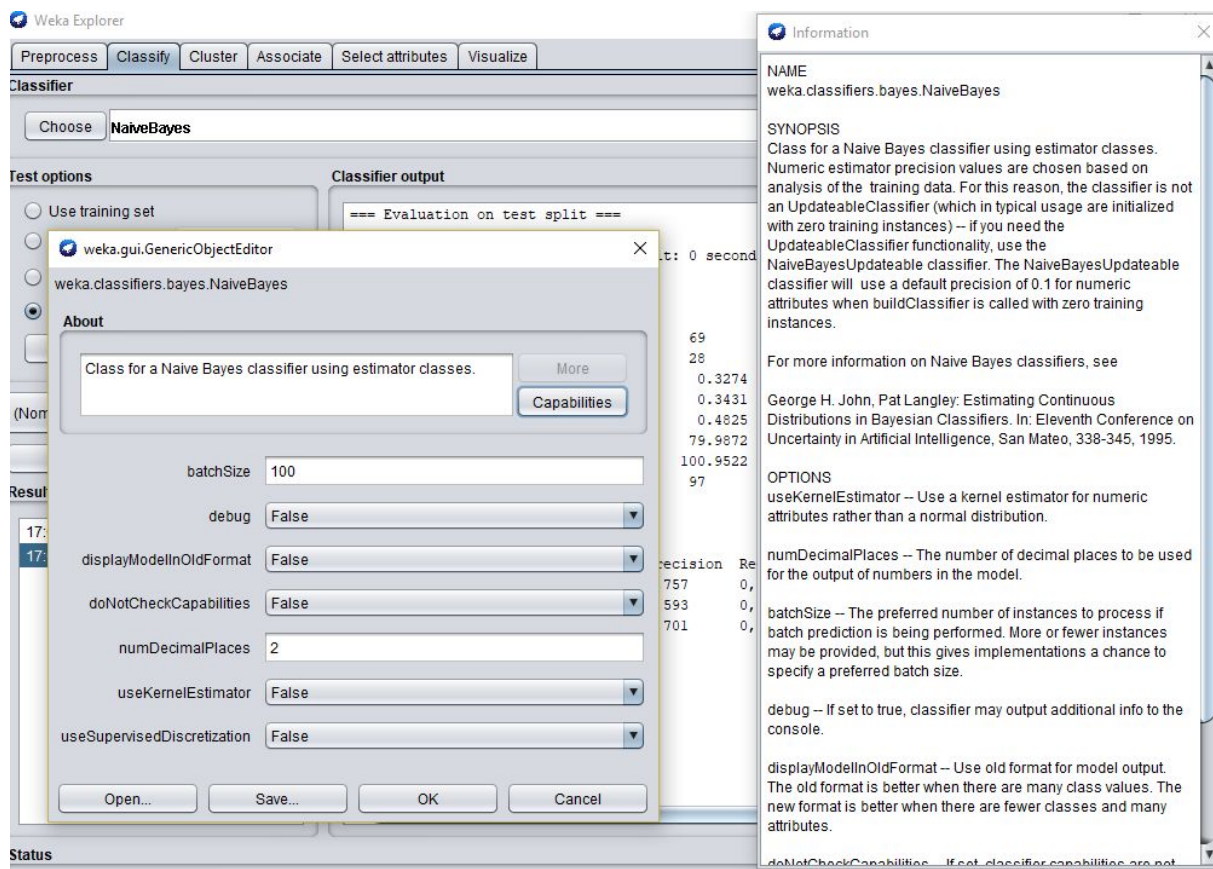 Weka Explorer
Preprocess Classify Cluster Associate Select attributes Visualize
Classifier
Choose NaiveBayes
Test options
Use training set
(Nom
Resul
17:
17:
Status
Classifier output
=== Evaluation on test split ===
t: 0 second
69
28
0.3274
0.3431
0.4825
79.9872
100.9522
97
recision Re
757 0,
593 0,
701 0,
weka.gui.GenericObjectEditor
weka.classifiers.bayes.NaiveBayes
About
Class for a Naive Bayes classifier using estimator classes.
More
Capabilities
batchSize 100
debug False
displayModelInOldFormat False
doNotCheckCapabilities False
numDecimalPlaces 2
useKernelEstimator False
useSupervisedDiscretization False
Open... Save... OK Cancel
Information
NAME
weka.classifiers.bayes.NaiveBayes
SYNOPSIS
Class for a Naive Bayes classifier using estimator classes.
Numeric estimator precision values are chosen based on
analysis of the training data. For this reason, the classifier is not
an UpdateableClassifier (which in typical usage are initialized
with zero training instances) -- if you need the
UpdateableClassifier functionality, use the
NaiveBayesUpdateable classifier. The NaiveBayesUpdateable
classifier will use a default precision of 0.1 for numeric
attributes when buildClassifier is called with zero training
instances.
For more information on Naive Bayes classifiers, see
George H. John, Pat Langley: Estimating Continuous
Distributions in Bayesian Classifiers. In: Eleventh Conference on
Uncertainty in Artificial Intelligence, San Mateo, 338-345, 1995.
OPTIONS
useKernelEstimator -- Use a kernel estimator for numeric
attributes rather than a normal distribution.
numDecimalPlaces -- The number of decimal places to be used
for the output of numbers in the model.
batchSize -- The preferred number of instances to process if
batch prediction is being performed. More or fewer instances
may be provided, but this gives implementations a chance to
specify a preferred batch size.
debug -- If set to true, classifier may output additional info to the
console.
displayModelInOldFormat -- Use old format for model output.
The old format is better when there are many class values. The
new format is better when there are fewer classes and many
attributes.
doNotCheckCapabilities -- If set, classifier capabilities are not